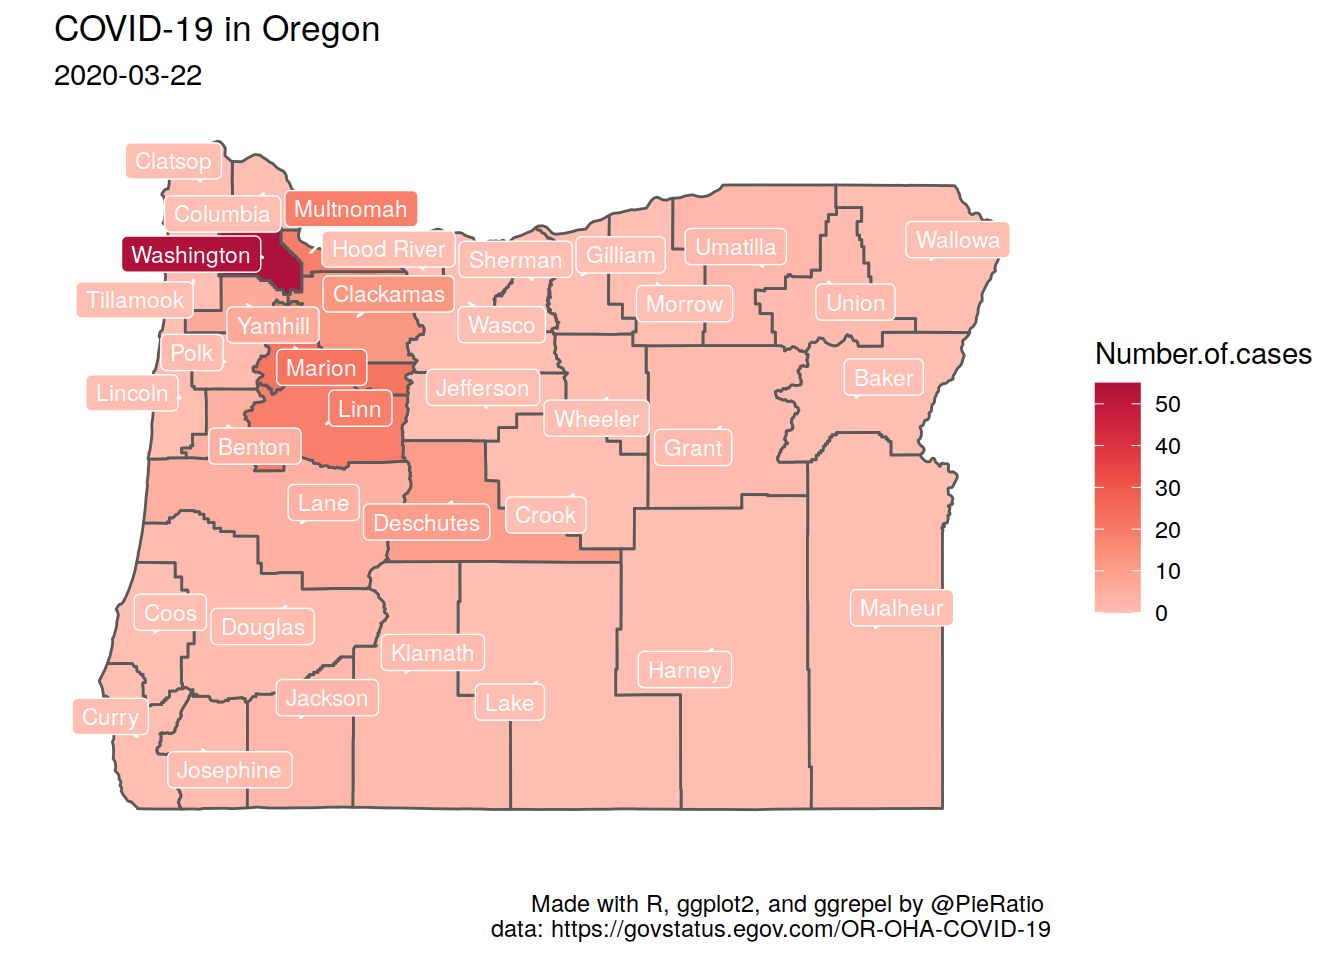 COVID-19 in Oregon
2020-03-22
Clatsop
Columbia
Multnomah
Washington
Hood River
Sherman
Gilliam
Umatilla
Wallowa
Tillamook
Clackamas
Morrow
Union
Yamhill
Wasco
Polk
Marion
Jefferson
Baker
Lincoln
Linn
Wheeler
Benton
Grant
Lane
Deschutes
Crook
Coos
Douglas
Malheur
Klamath
Harney
Curry
Jackson
Lake
Josephine
Number.of.cases
50
40
30
20
10
0
Made with R, ggplot2, and ggrepel by @PieRatio
data: https://govstatus.egov.com/OR-OHA-COVID-19